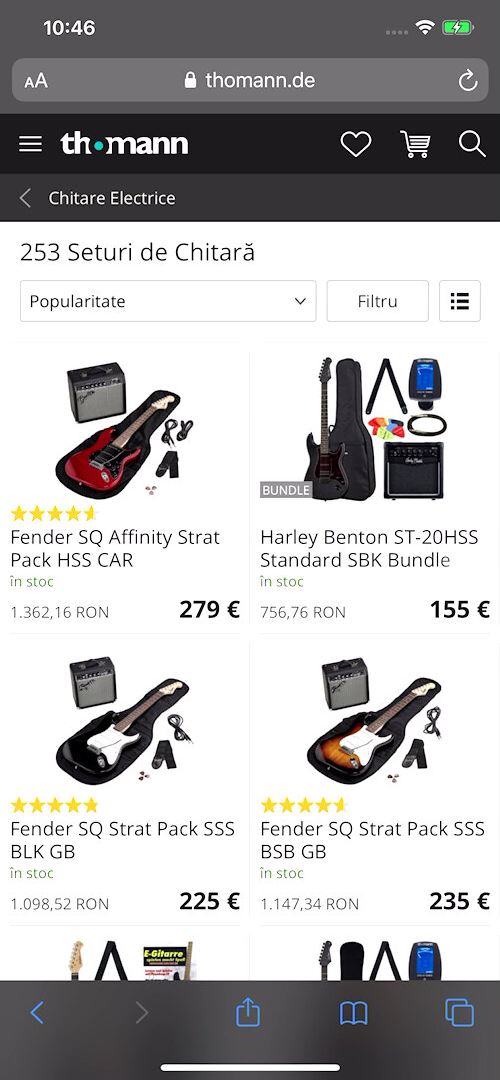 10:46
AA
thomann.de
th•mann
Chitare Electrice
253 Seturi de Chitară
Popularitate
Filtru
BUNDLE
Fender SQ Affinity Strat
Pack HSS CAR
în stoc
1.362,16 RON
279 €
Harley Benton ST-20HSS
Standard SBK Bundle
în stoc
756,76 RON
155 €
Fender SQ Strat Pack SSS
BLK GB
în stoc
1.098,52 RON
225 €
Fender SQ Strat Pack SSS
BSB GB
în stoc
1.147,34 RON
235 €
E-Gitarre